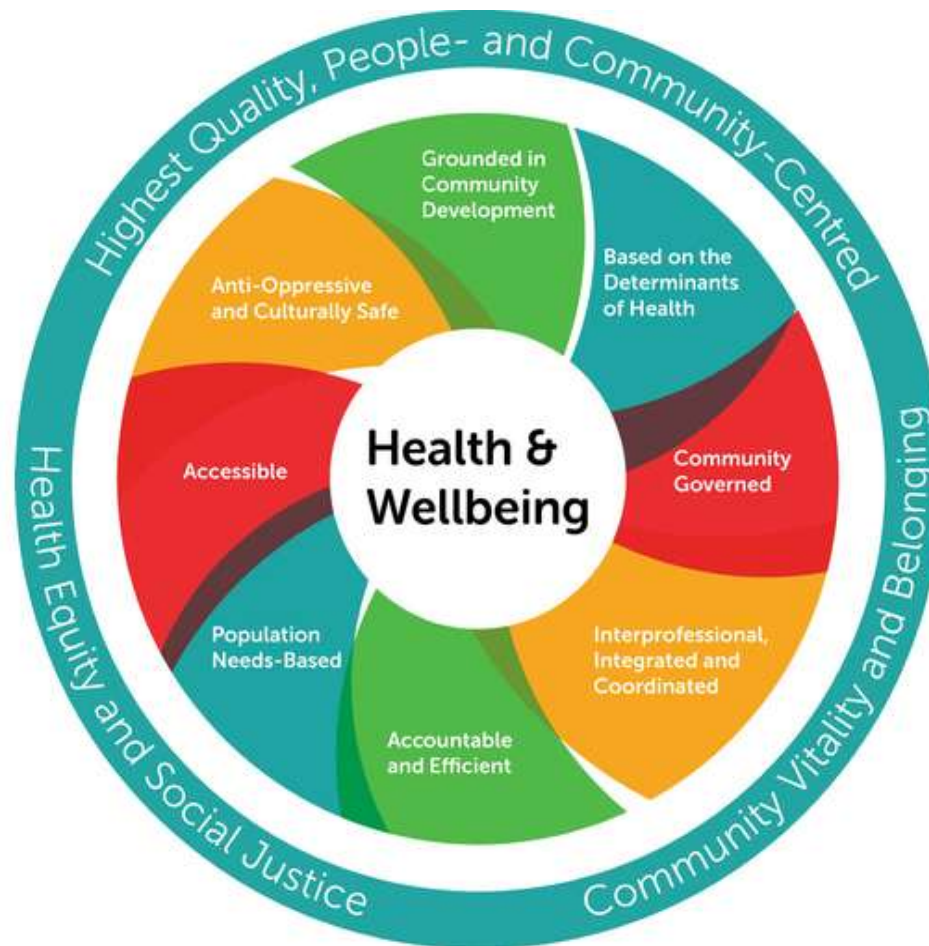 Highest Quality, People- and Community-Centred
Grounded in
Community
Development
Based on the
Determinants
of Health
Anti-Oppressive
and Culturally Safe
Accessible
Health &
Wellbeing
Community
Governed
Population
Needs-Based
Interprofessional,
Integrated and
Coordinated
Accountable
and Efficient
Health Equity and Social Justice
Community Vitality and Belonging